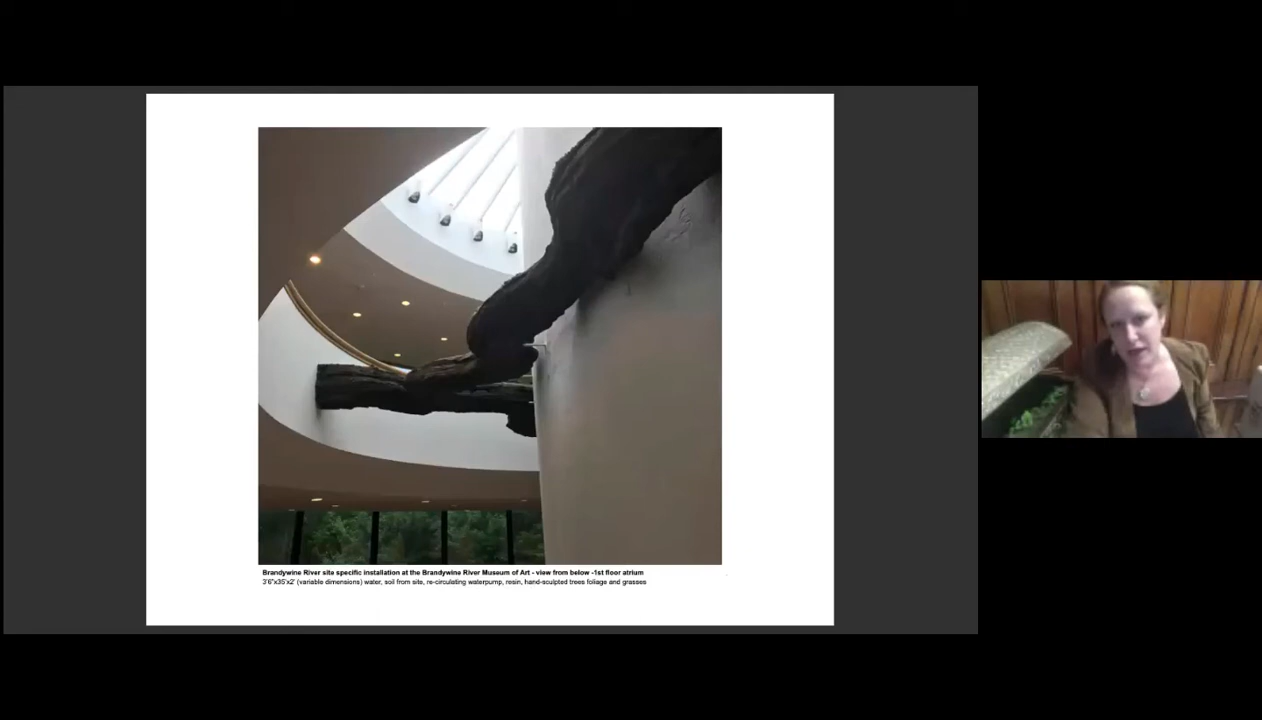 Brandywine River site specific installation at the Brandywine River Museum of Art - view from below -1st floor atrium
3'6"x35'x2' (variable dimensions) water, soil from site, re-circulating waterpump, resin, hand-sculpted trees foliage and grasses